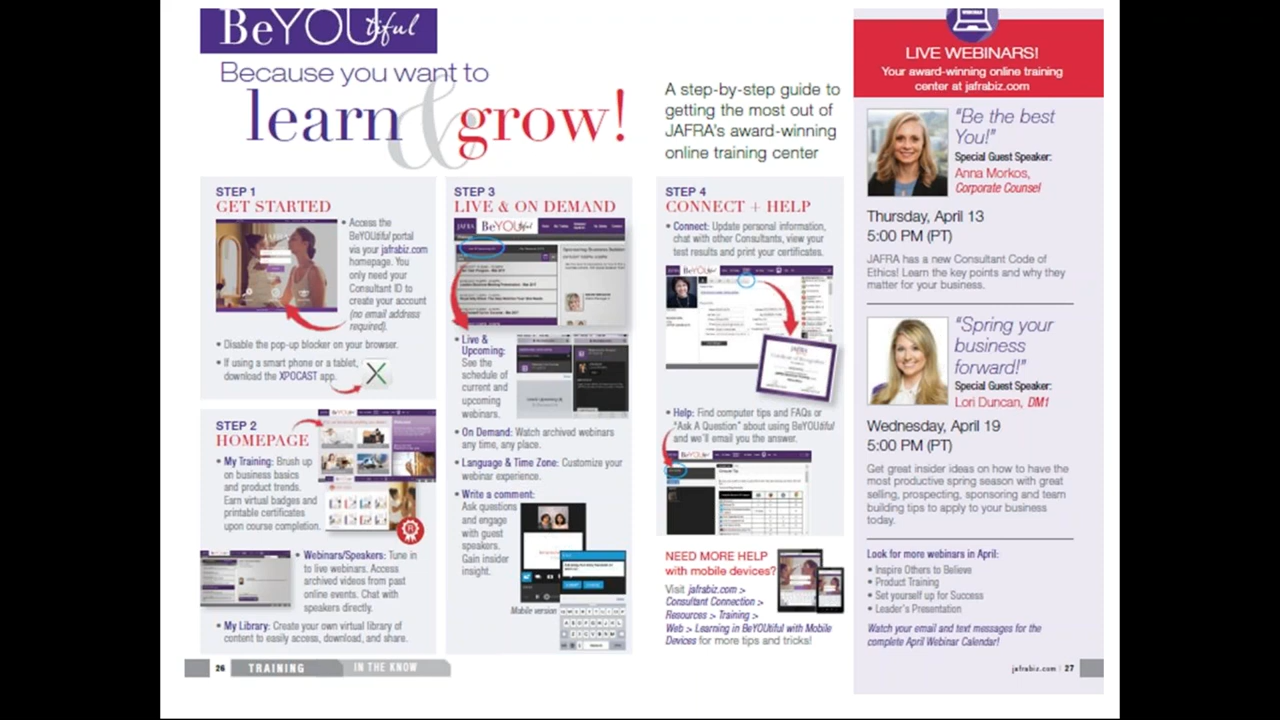 BeYOUtiful
Because you want to
learn & grow!
A step-by-step guide to
getting the most out of
JAFRA's award-winning
online training center
STEP 1
GET STARTED
• Access the
BeYOUtiful portal
via your jafrabiz.com
homepage. You
only need your
Consultant ID to
create your account
(no email address
required).
• Disable the pop-up blocker on your browser.
• If using a smart phone or a tablet,
download the XPOCAST app.
STEP 2
HOMEPAGE
• My Training: Brush up
on business basics
and product trends.
Earn virtual badges and
printable certificates
upon course completion.
• Webinars/Speakers: Tune in
to live webinars. Access
archived videos from past
online events. Chat with
speakers directly.
• My Library: Create your own virtual library of
content to easily access, download, and share.
STEP 3
LIVE & ON DEMAND
JAFRA BeYOUtiful
• Live &
Upcoming:
See the
schedule of
current and
upcoming
webinars.
• On Demand: Watch archived webinars
any time, any place.
• Language & Time Zone: Customize your
webinar experience.
• Write a comment:
Ask questions
and engage
with guest
speakers.
Gain insider
insight.
Mobile version
STEP 4
CONNECT + HELP
• Connect: Update personal information,
chat with other Consultants, view your
test results and print your certificates.
JAFRA
• Help: Find computer tips and FAQs or
"Ask A Question" about using BeYOUtiful
and we'll email you the answer.
NEED MORE HELP
with mobile devices?
Visit jafrabiz.com >
Consultant Connection >
Resources > Training >
Web > Learning in BeYOUtiful with Mobile
Devices for more tips and tricks!
WEBINAR
LIVE WEBINARS!
Your award-winning online training
center at jafrabiz.com
"Be the best
You!"
Special Guest Speaker:
Anna Morkos,
Corporate Counsel
Thursday, April 13
5:00 PM (PT)
JAFRA has a new Consultant Code of
Ethics! Learn the key points and why they
matter for your business.
"Spring your
business
forward!"
Special Guest Speaker:
Lori Duncan, DM1
Wednesday, April 19
5:00 PM (PT)
Get great insider ideas on how to have the
most productive spring season with great
selling, prospecting, sponsoring and team
building tips to apply to your business
today.
Look for more webinars in April:
• Inspire Others to Believe
• Product Training
• Set yourself up for Success
• Leader's Presentation
Watch your email and text messages for the
complete April Webinar Calendar!
26 TRAINING IN THE KNOW
jafrabiz.com | 27